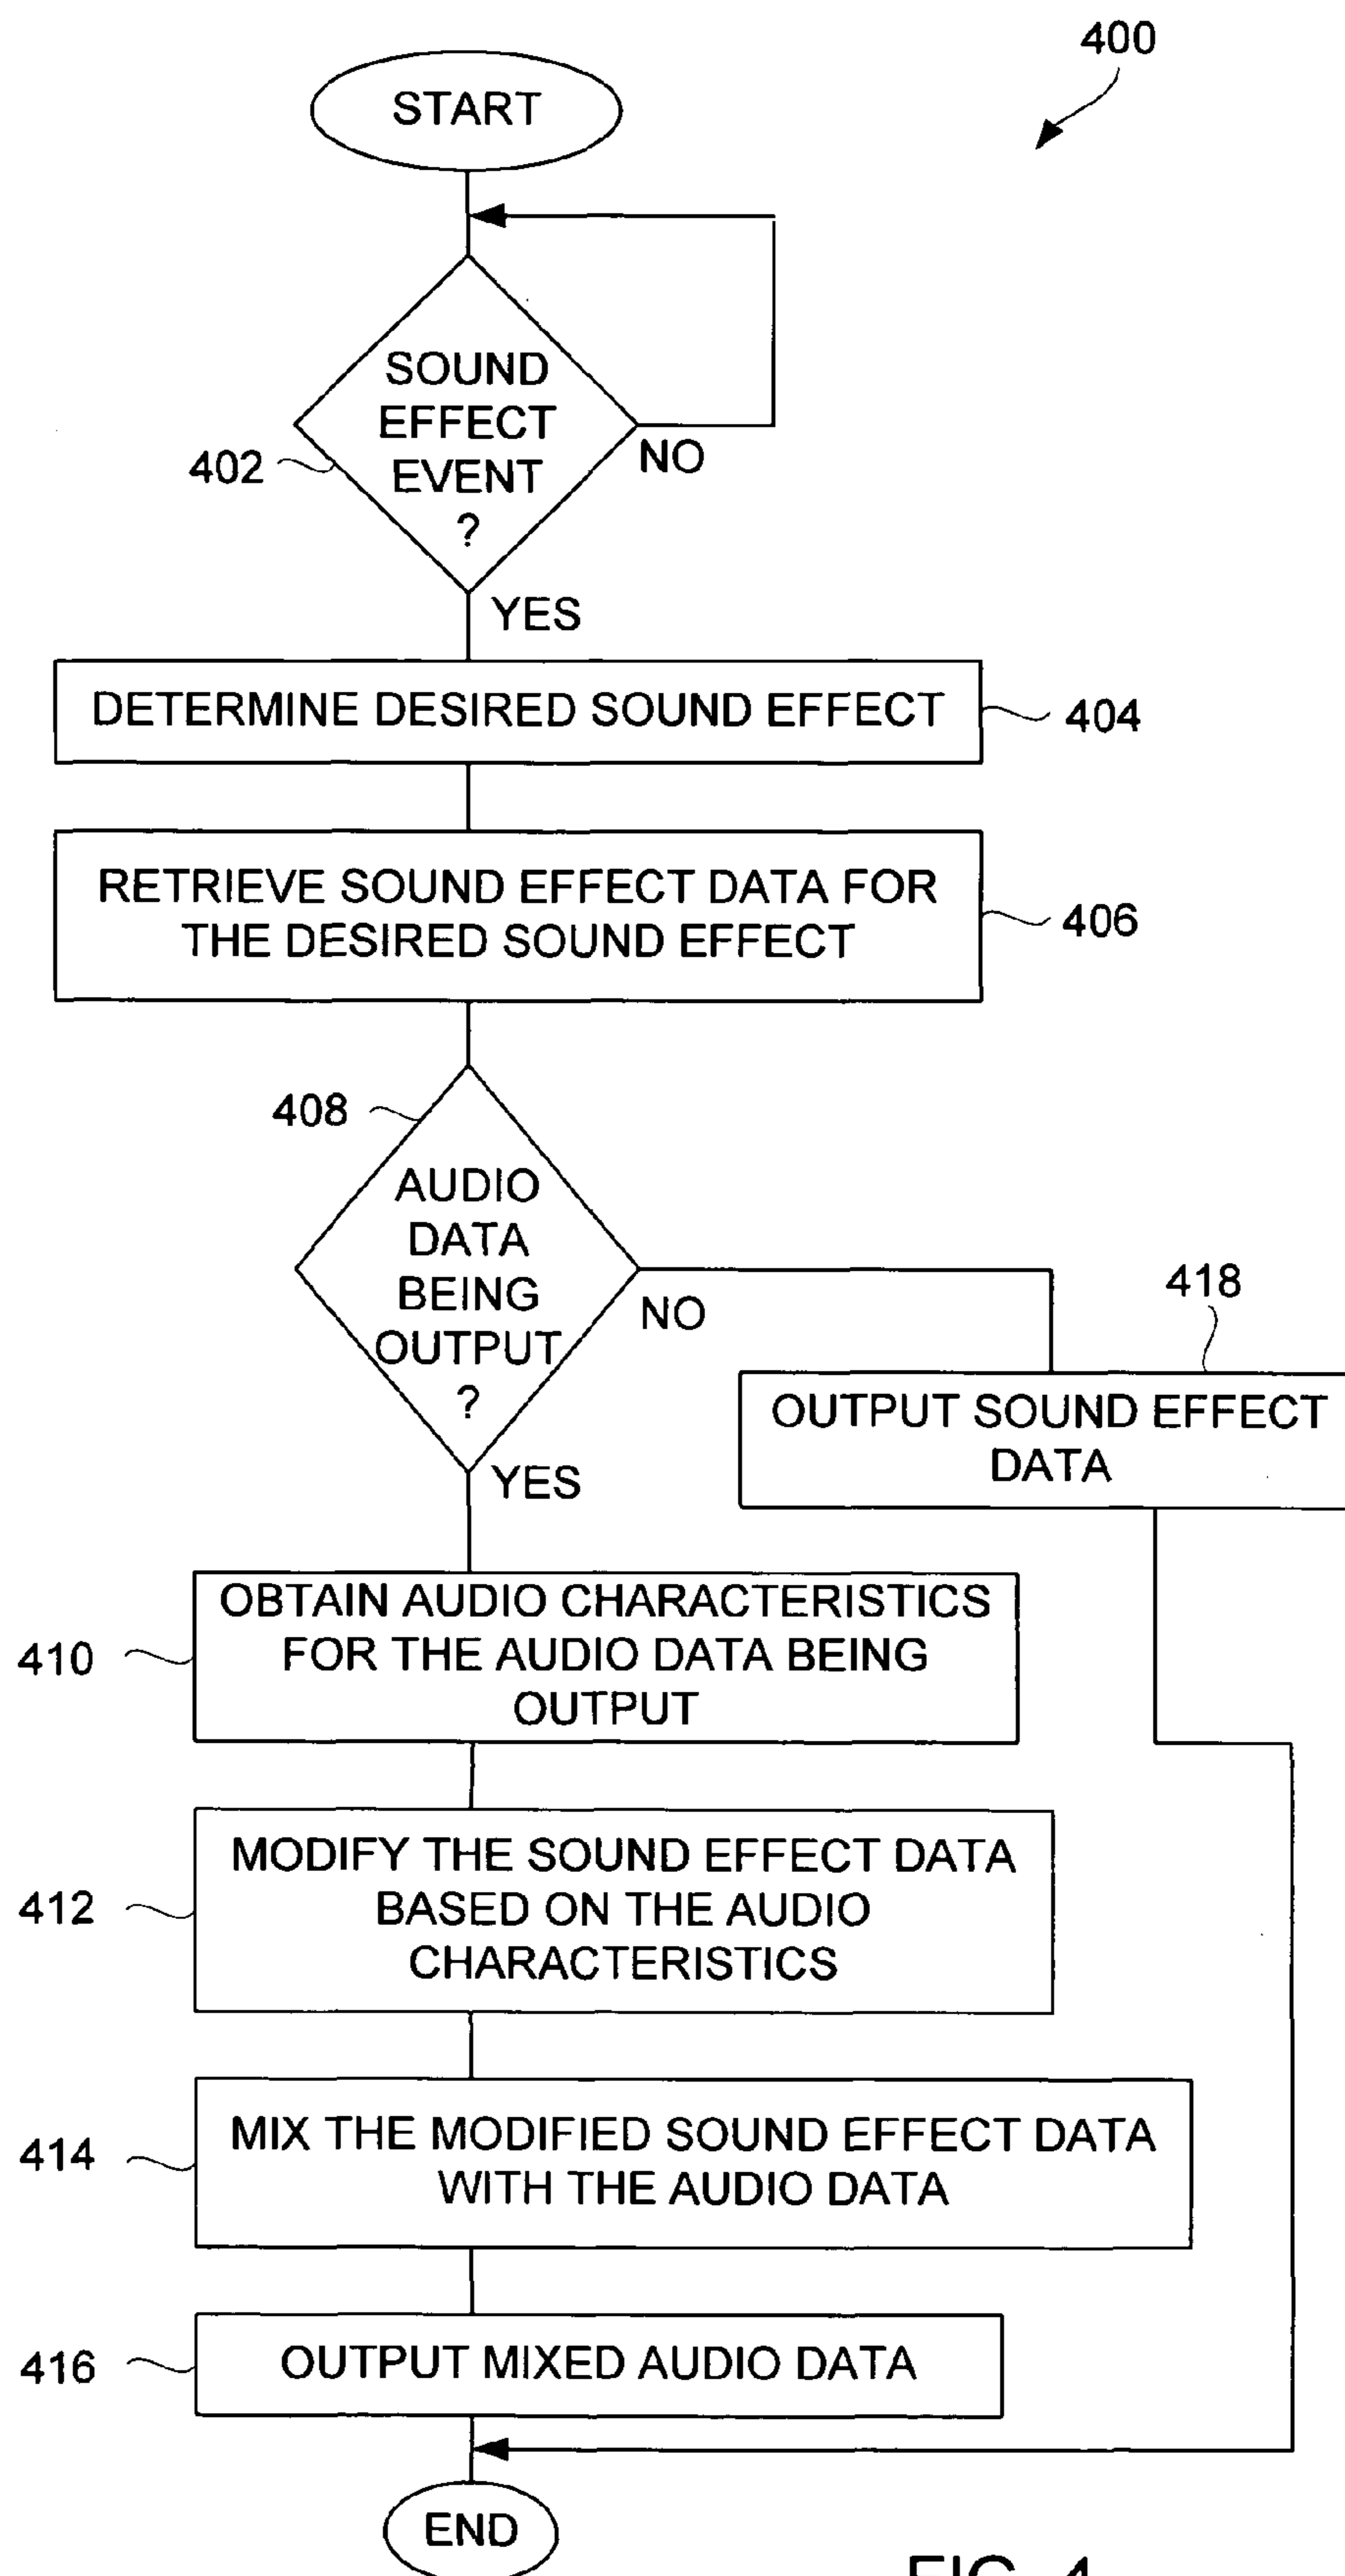 400
START
SOUND
EFFECT
EVENT
?
402
NO
YES
DETERMINE DESIRED SOUND EFFECT
404
RETRIEVE SOUND EFFECT DATA FOR
THE DESIRED SOUND EFFECT
406
408
AUDIO
DATA
BEING
OUTPUT
?
NO
YES
418
OUTPUT SOUND EFFECT
DATA
OBTAIN AUDIO CHARACTERISTICS
FOR THE AUDIO DATA BEING
OUTPUT
410
MODIFY THE SOUND EFFECT DATA
BASED ON THE AUDIO
CHARACTERISTICS
412
MIX THE MODIFIED SOUND EFFECT DATA
WITH THE AUDIO DATA
414
OUTPUT MIXED AUDIO DATA
416
END
FIG. 4